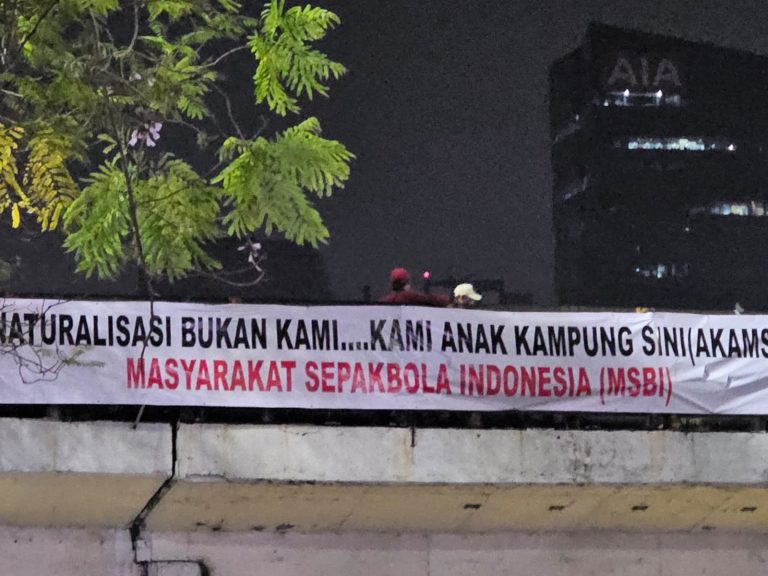 AIA
NATURALISASI BUKAN KAMI....KAMI ANAK KAMPUNG SINI(AKAMS
MASYARAKAT SEPAKBOLA INDONESIA (MSBI)